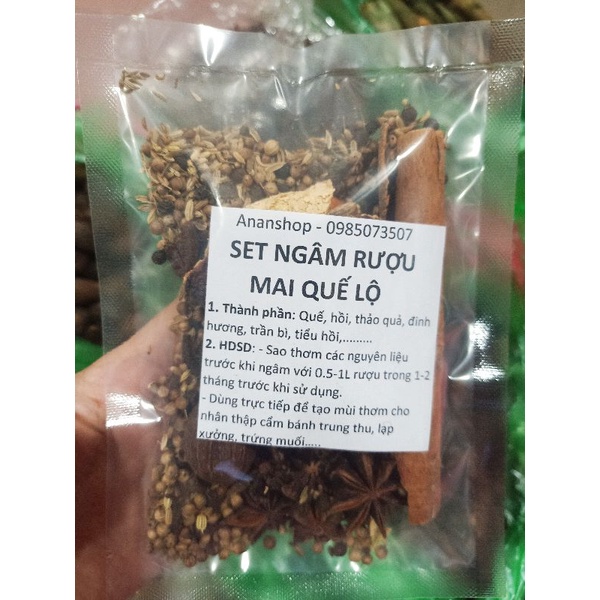 Ananshop - 0985073507
SET NGÂM RƯỢU
MAI QUẾ LỘ
1. Thành phần: Quế, hồi, thảo quả, đinh
hương, trần bì, tiểu hồi,.........
2. HDSD: - Sao thơm các nguyên liệu
trước khi ngâm với 0.5-1L rượu trong 1-2
tháng trước khi sử dụng.
- Dùng trực tiếp để tạo mùi thơm cho
nhân thập cẩm bánh trung thu, lạp
xưởng, trứng muối.....